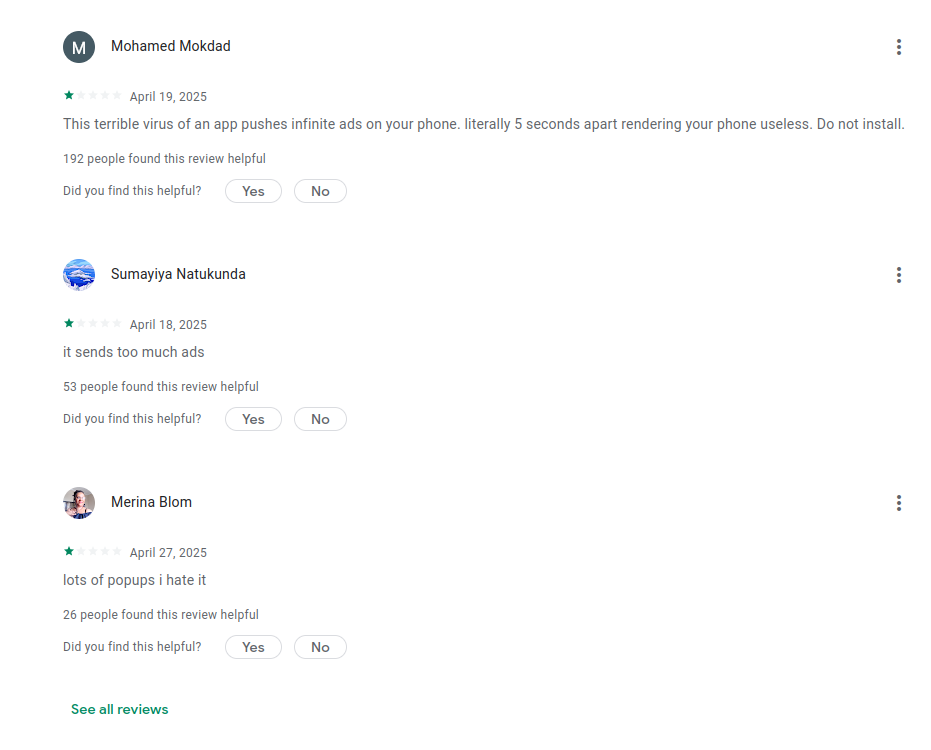 M
Mohamed Mokdad
April 19, 2025
This terrible virus of an app pushes infinite ads on your phone. literally 5 seconds apart rendering your phone useless. Do not install.
192 people found this review helpful
Did you find this helpful? Yes No
Sumayiya Natukunda
April 18, 2025
it sends too much ads
53 people found this review helpful
Did you find this helpful? Yes No
Merina Blom
April 27, 2025
lots of popups i hate it
26 people found this review helpful
Did you find this helpful? Yes No
See all reviews